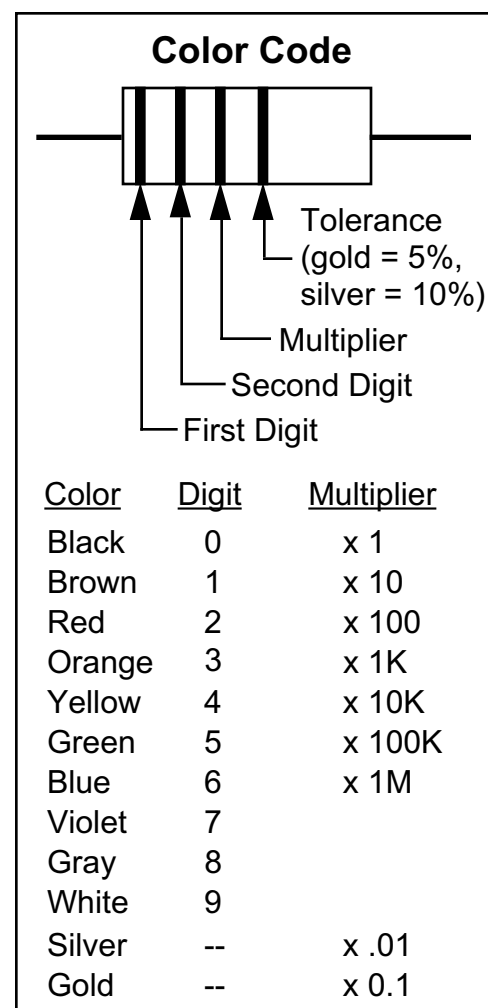 Color Code
Tolerance
(gold = 5%,
silver = 10%)
Multiplier
Second Digit
First Digit
Color Digit Multiplier
Black 0 x 1
Brown 1 x 10
Red 2 x 100
Orange 3 x 1K
Yellow 4 x 10K
Green 5 x 100K
Blue 6 x 1M
Violet 7
Gray 8
White 9
Silver -- x .01
Gold -- x 0.1